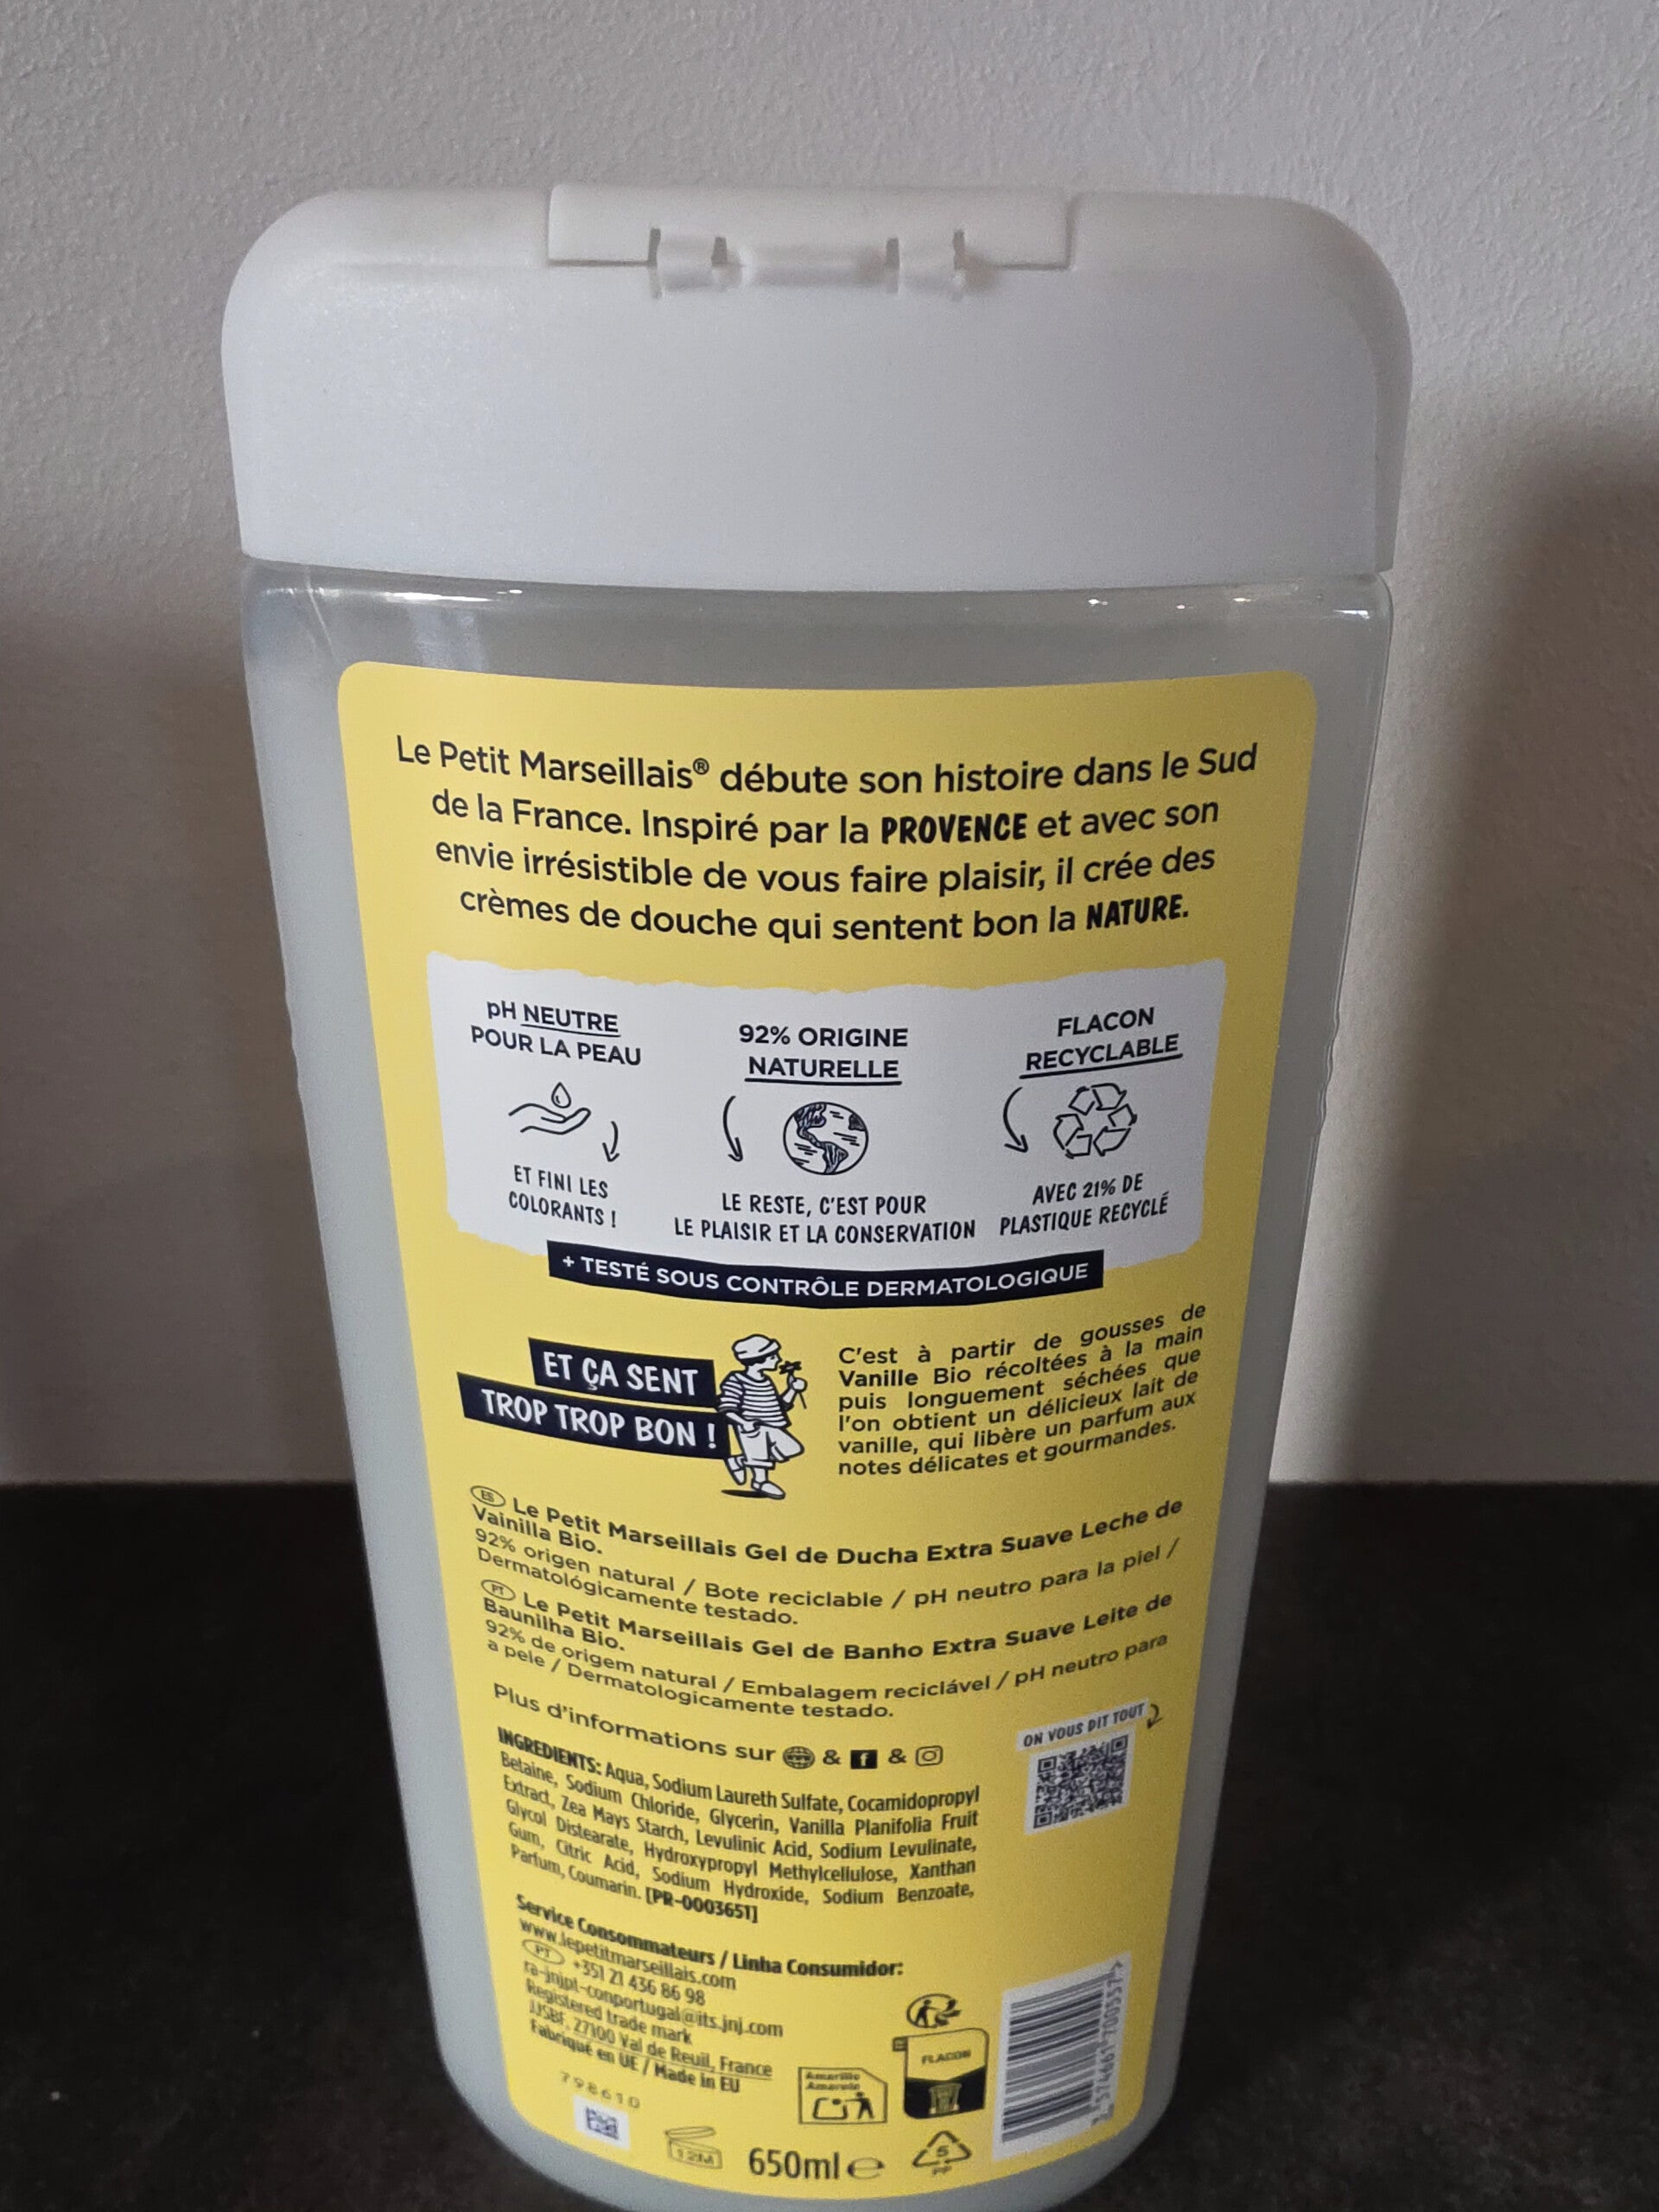 Le Petit Marseillais® débute son histoire dans le Sud
de la France. Inspiré par la PROVENCE et avec son
envie irrésistible de vous faire plaisir, il crée des
crèmes de douche qui sentent bon la NATURE.
pH NEUTRE
POUR LA PEAU
ET FINI LES
COLORANTS !
92% ORIGINE
NATURELLE
LE RESTE, C'EST POUR
LE PLAISIR ET LA CONSERVATION
FLACON
RECYCLABLE
AVEC 21% DE
PLASTIQUE RECYCLÉ
+ TESTÉ SOUS CONTRÔLE DERMATOLOGIQUE
ET ÇA SENT
TROP TROP BON !
C'est à partir de gousses de
Vanille Bio récoltées à la main
puis longuement séchées que
l'on obtient un délicieux lait de
vanille, qui libère un parfum aux
notes délicates et gourmandes.
ES Le Petit Marseillais Gel de Ducha Extra Suave Leche de
Vainilla Bio.
92% origen natural / Bote reciclable / pH neutro para la piel /
Dermatológicamente testado.
PT Le Petit Marseillais Gel de Banho Extra Suave Leite de
Baunilha Bio.
92% de origem natural / Embalagem reciclável / pH neutro para
a pele / Dermatologicamente testado.
Plus d'informations sur & f &
ON VOUS DIT TOUT
INGREDIENTS: Aqua, Sodium Laureth Sulfate, Cocamidopropyl
Betaine, Sodium Chloride, Glycerin, Vanilla Planifolia Fruit
Extract, Zea Mays Starch, Levulinic Acid, Sodium Levulinate,
Glycol Distearate, Hydroxypropyl Methylcellulose, Xanthan
Gum, Citric Acid, Sodium Hydroxide, Sodium Benzoate,
Parfum, Coumarin. [PR-0003651]
Service Consommateurs / Linha Consumidor:
www.lepetitmarseillais.com
PT +351 21 436 86 98
ra-jnjpt-conportugal@its.jnj.com
Registered trade mark
JJSBF, 27100 Val de Reuil, France
Fabriqué en UE / Made in EU
798610
Amarillo
Amarelo
FLACON
12M
650ml e
5
PP
3 574661 700557